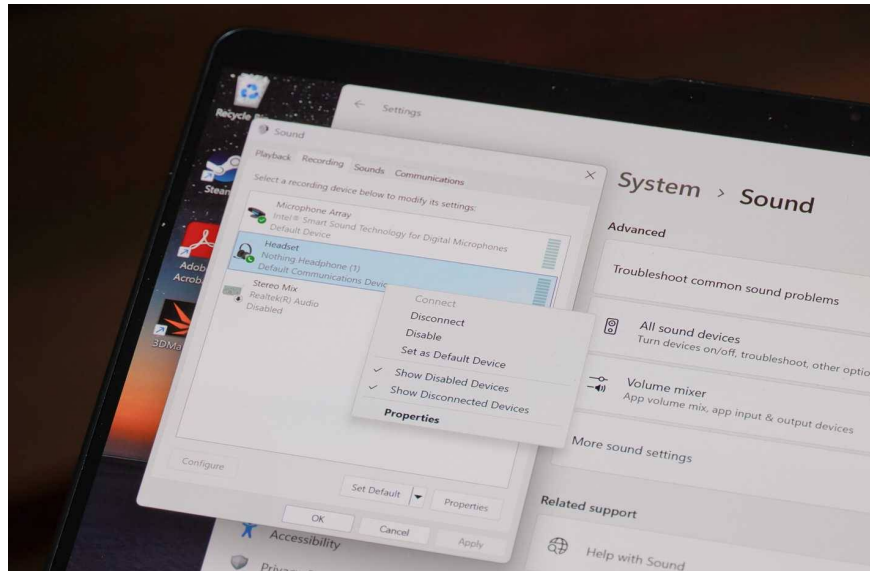 Recycle
Steam
Adob
Acrob
3DMa
Settings
Sound
Playback Recording Sounds Communications
Select a recording device below to modify its settings:
Microphone Array
Intel® Smart Sound Technology for Digital Microphones
Default Device
Headset
Nothing Headphone (1)
Default Communications Devic
Stereo Mix
Realtek(R) Audio
Disabled
Connect
Disconnect
Disable
Set as Default Device
Show Disabled Devices
Show Disconnected Devices
Properties
Configure
Set Default
Properties
OK
Cancel
Apply
Accessibility
System > Sound
Advanced
Troubleshoot common sound problems
All sound devices
Turn devices on/off, troubleshoot, other optio
Volume mixer
App volume mix, app input & output devices
More sound settings
Related support
Help with Sound